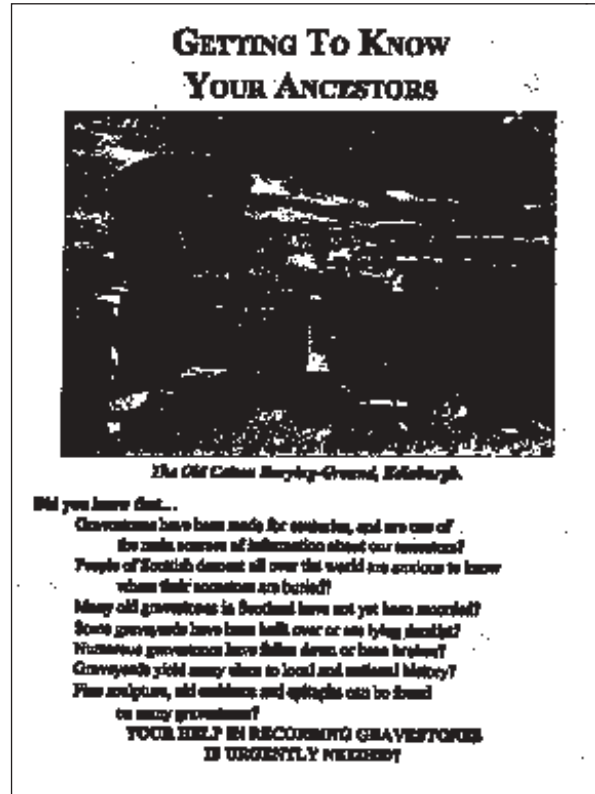 GETTING TO KNOW
YOUR ANCESTORS
The Old Calton Burying-Ground, Edinburgh.
Did you know that...
Gravestones have been made for centuries, and are one of
the main sources of information about our ancestors?
People of Scottish descent all over the world are anxious to know
where their ancestors are buried?
Many old gravestones in Scotland have not yet been recorded?
Some graveyards have been built over or are lying derelict?
Numerous gravestones have fallen down or been broken?
Graveyards yield many clues to local and national history?
Fine sculpture, old emblems and epitaphs can be found
on many gravestones?
YOUR HELP IN RECORDING GRAVESTONES
IS URGENTLY NEEDED!